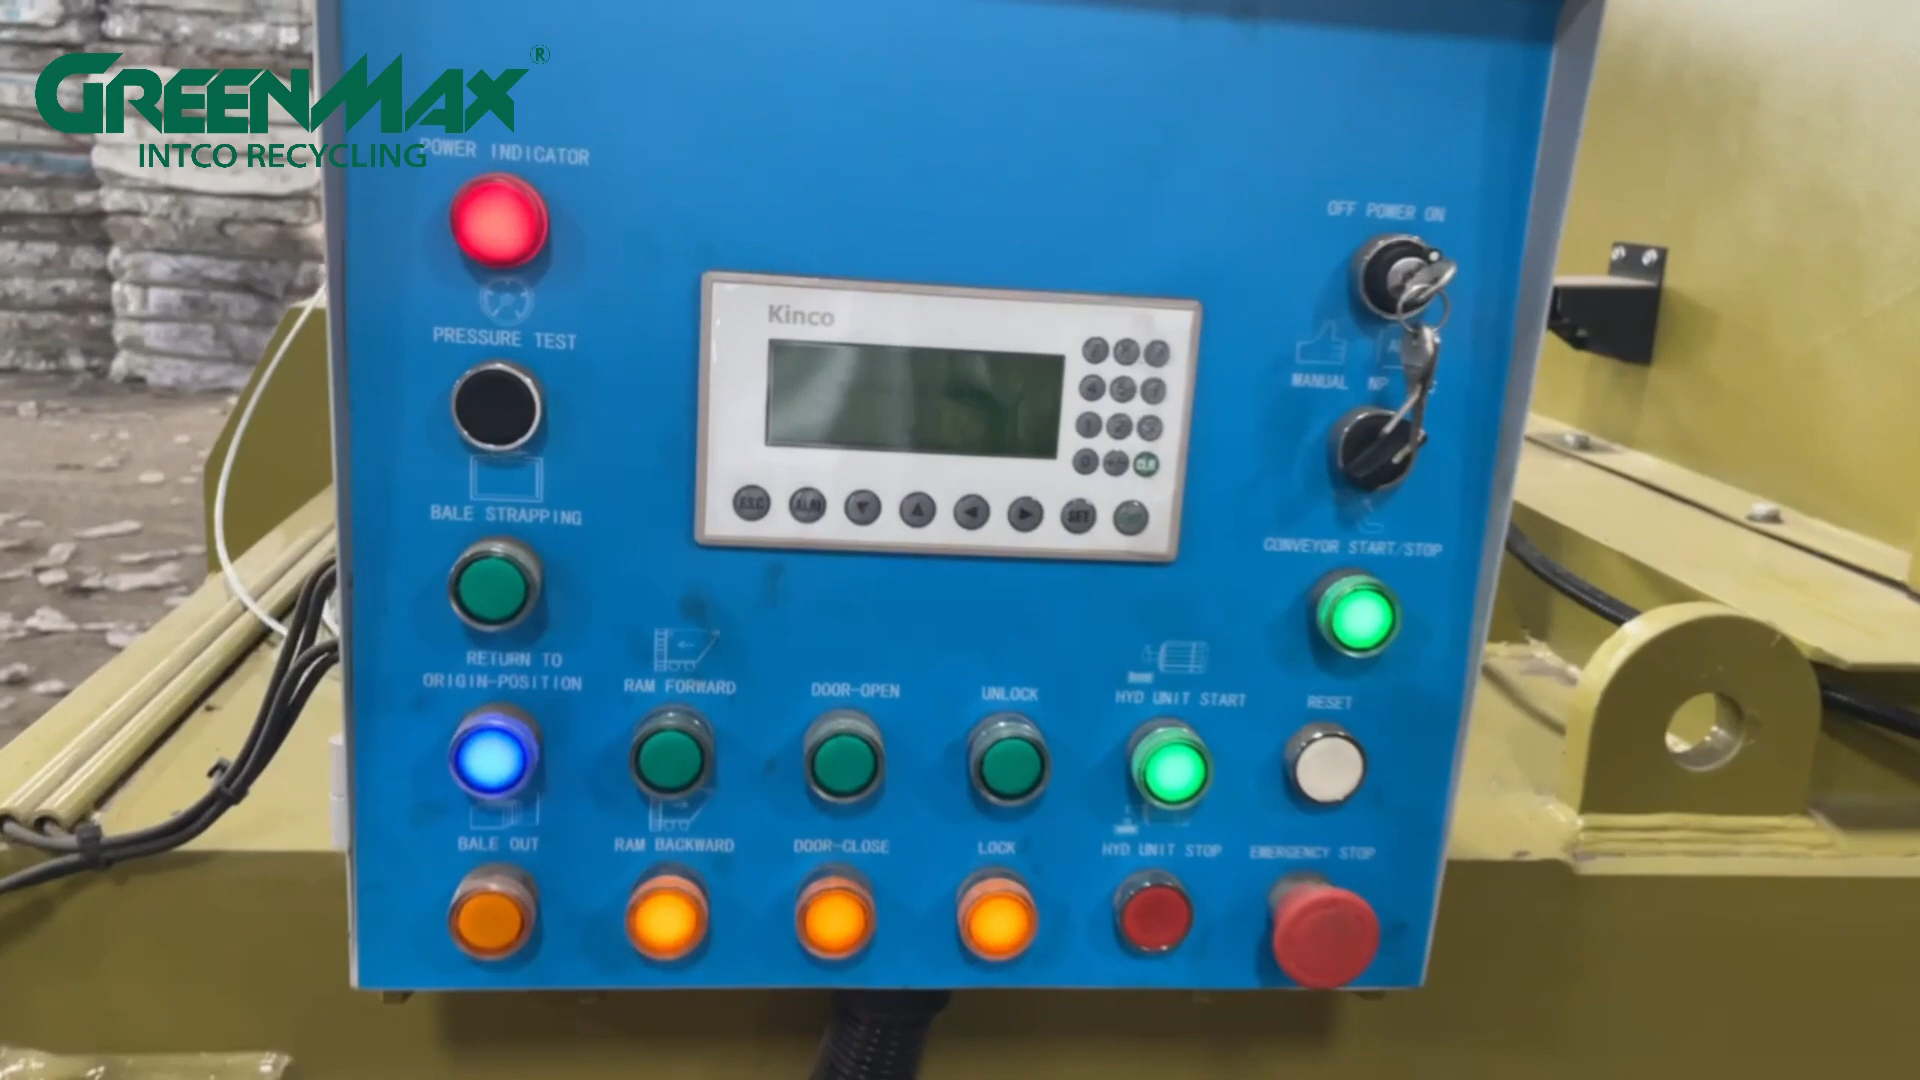 GREENMAX®
INTCO RECYCLING
POWER INDICATOR
OFF POWER ON
PRESSURE TEST
Kinco
MANUAL
BALE STRAPPING
ESC ALM SET
CLR
CONVEYOR START/STOP
RETURN TO
ORIGIN-POSITION
RAM FORWARD
DOOR-OPEN
UNLOCK
HYD UNIT START
RESET
BALE OUT
RAM BACKWARD
DOOR-CLOSE
LOCK
HYD UNIT STOP
EMERGENCY STOP